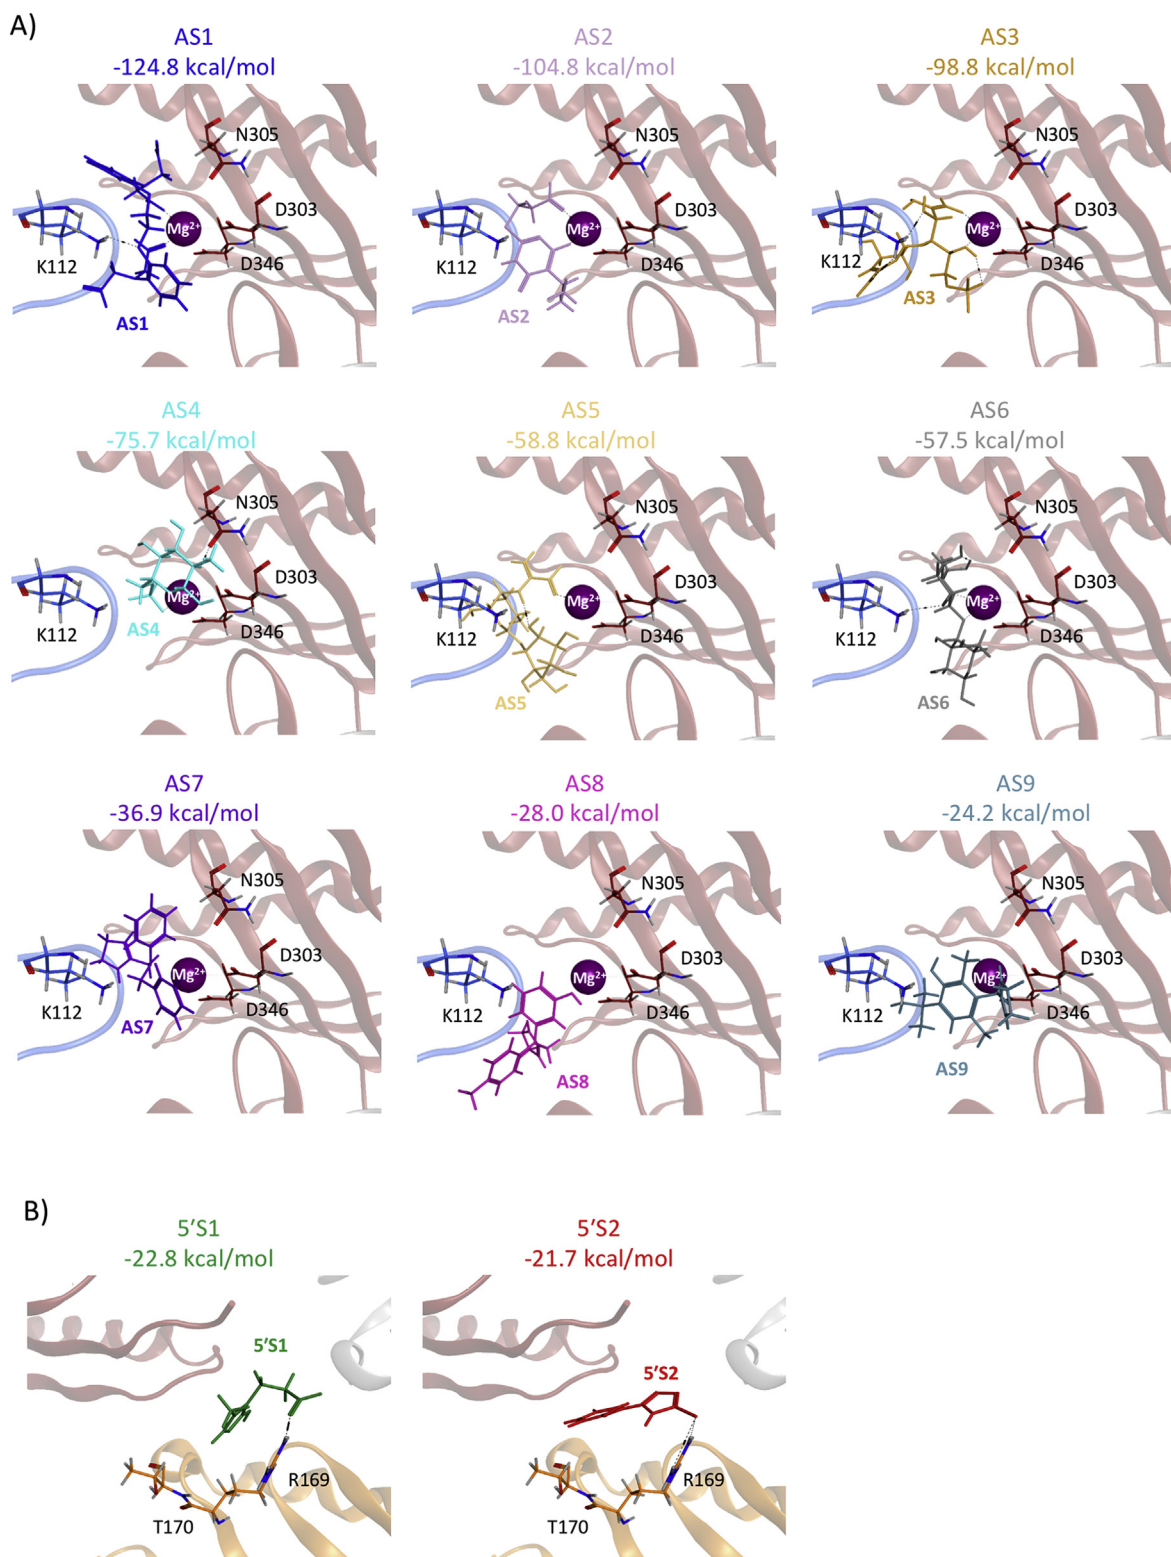 A)
AS1
-124.8 kcal/mol
N305
D303
Mg²⁺
K112
D346
AS1
AS2
-104.8 kcal/mol
N305
D303
Mg²⁺
K112
D346
AS2
AS3
-98.8 kcal/mol
N305
D303
Mg²⁺
K112
D346
AS3
AS4
-75.7 kcal/mol
N305
D303
Mg²⁺
K112
D346
AS4
AS5
-58.8 kcal/mol
N305
D303
Mg²⁺
K112
D346
AS5
AS6
-57.5 kcal/mol
N305
D303
Mg²⁺
K112
D346
AS6
AS7
-36.9 kcal/mol
N305
D303
Mg²⁺
K112
D346
AS7
AS8
-28.0 kcal/mol
N305
D303
Mg²⁺
K112
D346
AS8
AS9
-24.2 kcal/mol
N305
D303
Mg²⁺
K112
D346
AS9
B)
5'S1
-22.8 kcal/mol
5'S1
R169
T170
5'S2
-21.7 kcal/mol
5'S2
R169
T170